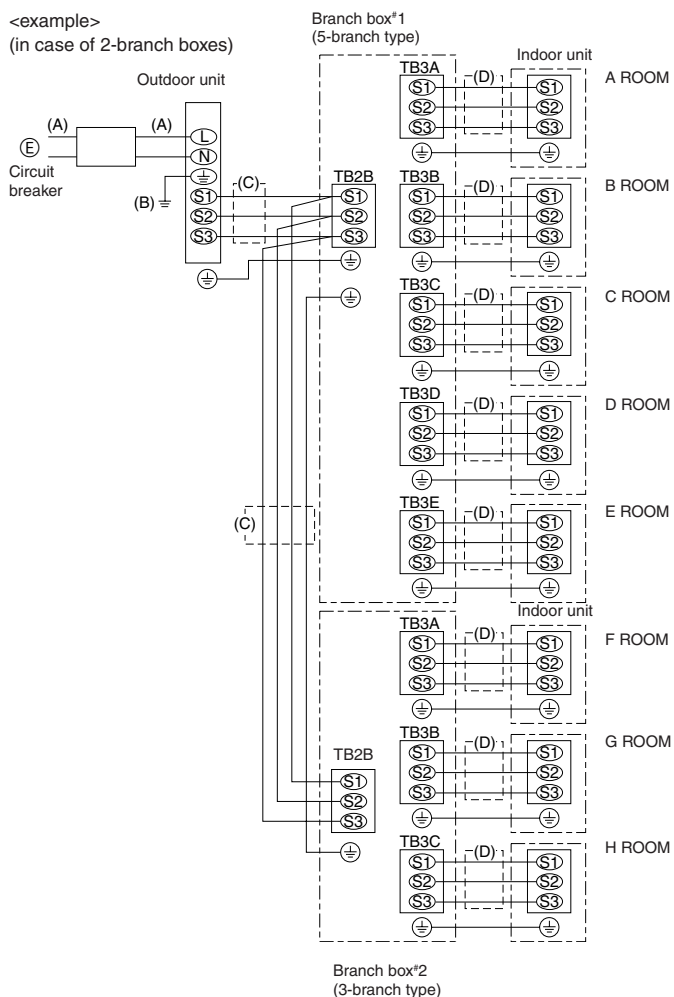 <example>
(in case of 2-branch boxes)
Branch box#1
(5-branch type)
Outdoor unit
Indoor unit
(A)
(A)
E
Circuit
breaker
(B)
L
N
S1
S2
S3
(C)
TB2B
S1
S2
S3
TB3A
S1
S2
S3
(D)
S1
S2
S3
A ROOM
TB3B
S1
S2
S3
(D)
S1
S2
S3
B ROOM
TB3C
S1
S2
S3
(D)
S1
S2
S3
C ROOM
TB3D
S1
S2
S3
(D)
S1
S2
S3
D ROOM
TB3E
S1
S2
S3
(D)
S1
S2
S3
E ROOM
(C)
Indoor unit
TB3A
S1
S2
S3
(D)
S1
S2
S3
F ROOM
TB2B
S1
S2
S3
TB3B
S1
S2
S3
(D)
S1
S2
S3
G ROOM
TB3C
S1
S2
S3
(D)
S1
S2
S3
H ROOM
Branch box#2
(3-branch type)